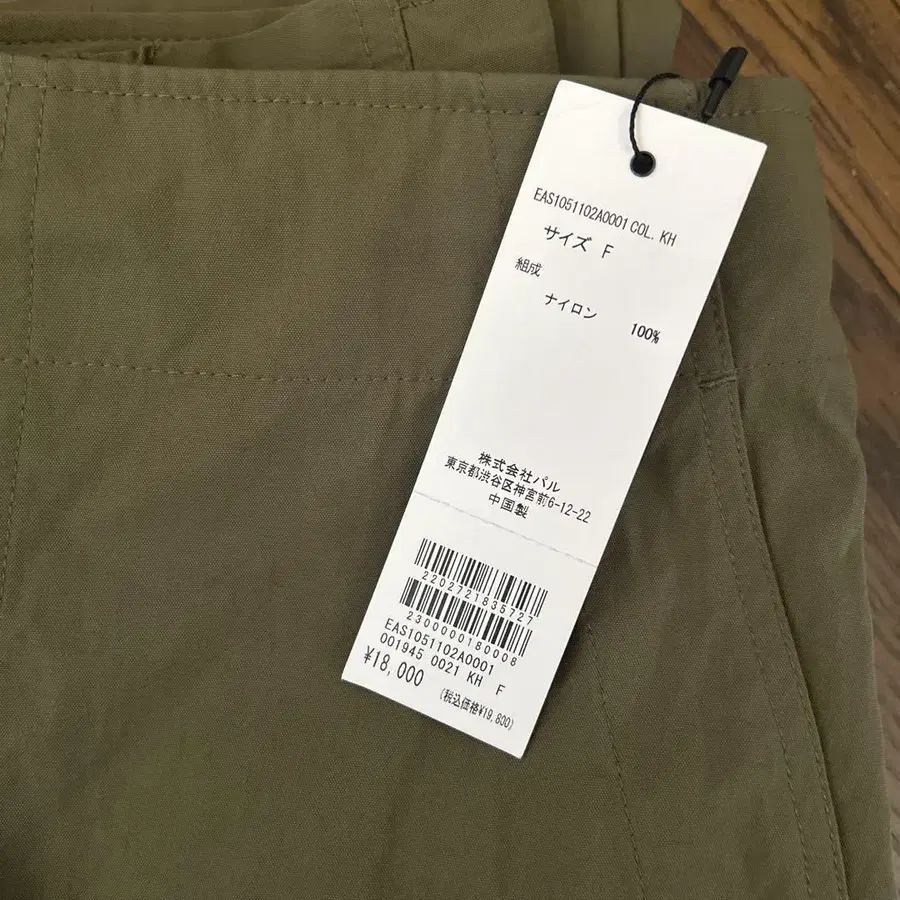 EAS1051102A0001 COL. KH
サイズ F
組成
ナイロン 100%
株式会社パル
東京都渋谷区神宮前6-12-22
中国製
2202721835727
2300000180008
EAS1051102A0001
001945 0021 KH F
¥18,000
(税込価格¥19,800)